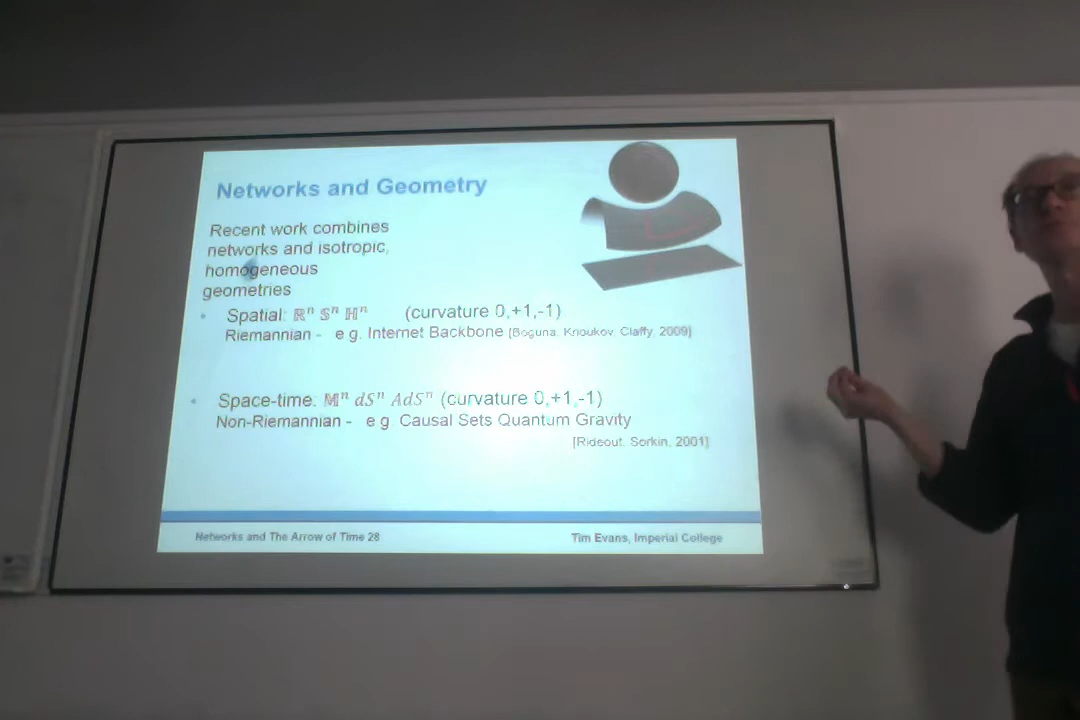 Networks and Geometry
Recent work combines
networks and isotropic,
homogeneous
geometries
• Spatial: ℝⁿ 𝕊ⁿ ℍⁿ (curvature 0,+1,-1)
Riemannian - e g. Internet Backbone [Boguna, Krioukov, Claffy, 2009]
• Space-time: 𝕄ⁿ dSⁿ AdSⁿ (curvature 0,+1,-1)
Non-Riemannian - e g Causal Sets Quantum Gravity
[Rideout, Sorkin, 2001]
Networks and The Arrow of Time 28
Tim Evans, Imperial College